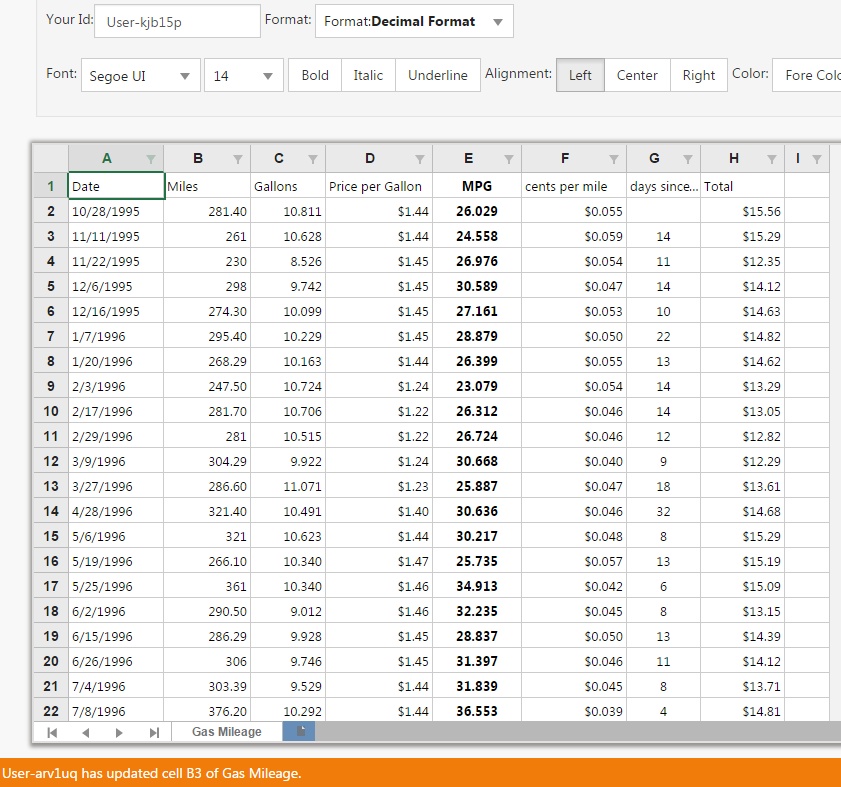 Your Id: User-kjb15p Format: Format:Decimal Format
Font: Segoe UI 14 Bold Italic Underline Alignment: Left Center Right Color: Fore Colo
A B C D E F G H I
1 Date Miles Gallons Price per Gallon MPG cents per mile days since... Total
2 10/28/1995 281.40 10.811 $1.44 26.029 $0.055 $15.56
3 11/11/1995 261 10.628 $1.44 24.558 $0.059 14 $15.29
4 11/22/1995 230 8.526 $1.45 26.976 $0.054 11 $12.35
5 12/6/1995 298 9.742 $1.45 30.589 $0.047 14 $14.12
6 12/16/1995 274.30 10.099 $1.45 27.161 $0.053 10 $14.63
7 1/7/1996 295.40 10.229 $1.45 28.879 $0.050 22 $14.82
8 1/20/1996 268.29 10.163 $1.44 26.399 $0.055 13 $14.62
9 2/3/1996 247.50 10.724 $1.24 23.079 $0.054 14 $13.29
10 2/17/1996 281.70 10.706 $1.22 26.312 $0.046 14 $13.05
11 2/29/1996 281 10.515 $1.22 26.724 $0.046 12 $12.82
12 3/9/1996 304.29 9.922 $1.24 30.668 $0.040 9 $12.29
13 3/27/1996 286.60 11.071 $1.23 25.887 $0.047 18 $13.61
14 4/28/1996 321.40 10.491 $1.40 30.636 $0.046 32 $14.68
15 5/6/1996 321 10.623 $1.44 30.217 $0.048 8 $15.29
16 5/19/1996 266.10 10.340 $1.47 25.735 $0.057 13 $15.19
17 5/25/1996 361 10.340 $1.46 34.913 $0.042 6 $15.09
18 6/2/1996 290.50 9.012 $1.46 32.235 $0.045 8 $13.15
19 6/15/1996 286.29 9.928 $1.45 28.837 $0.050 13 $14.39
20 6/26/1996 306 9.746 $1.45 31.397 $0.046 11 $14.12
21 7/4/1996 303.39 9.529 $1.44 31.839 $0.045 8 $13.71
22 7/8/1996 376.20 10.292 $1.44 36.553 $0.039 4 $14.81
Gas Mileage
User-arv1uq has updated cell B3 of Gas Mileage.